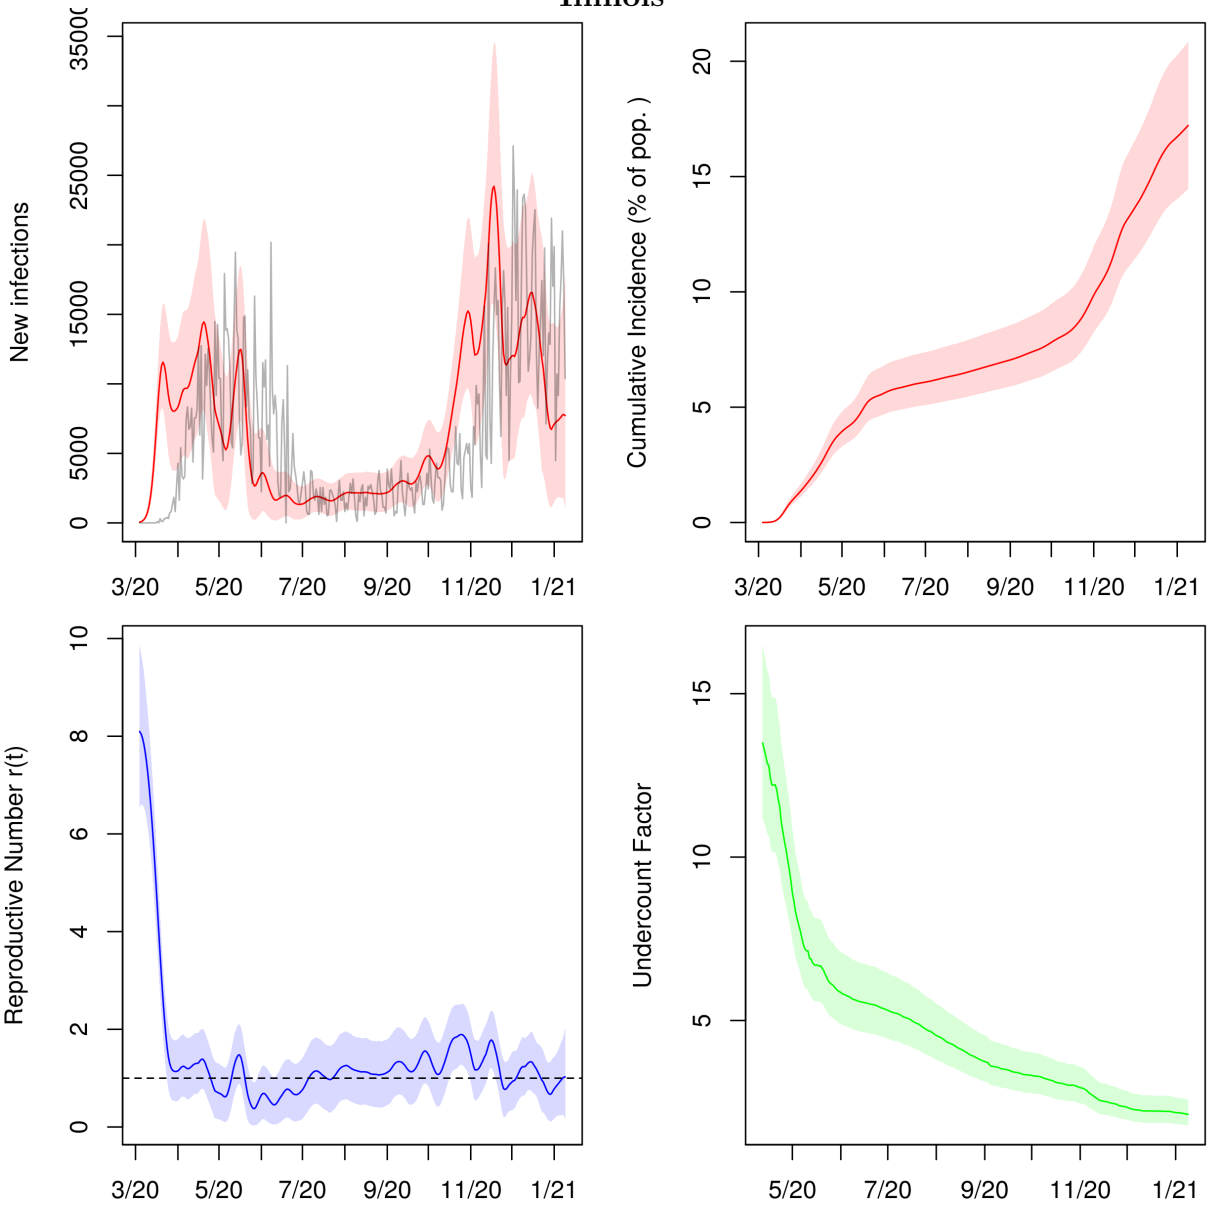 Illinois
New infections
0
5000
15000
25000
35000
3/20 5/20 7/20 9/20 11/20 1/21
Cumulative Incidence (% of pop. )
0
5
10
15
20
3/20 5/20 7/20 9/20 11/20 1/21
Reproductive Number r(t)
0
2
4
6
8
10
3/20 5/20 7/20 9/20 11/20 1/21
Undercount Factor
5
10
15
5/20 7/20 9/20 11/20 1/21